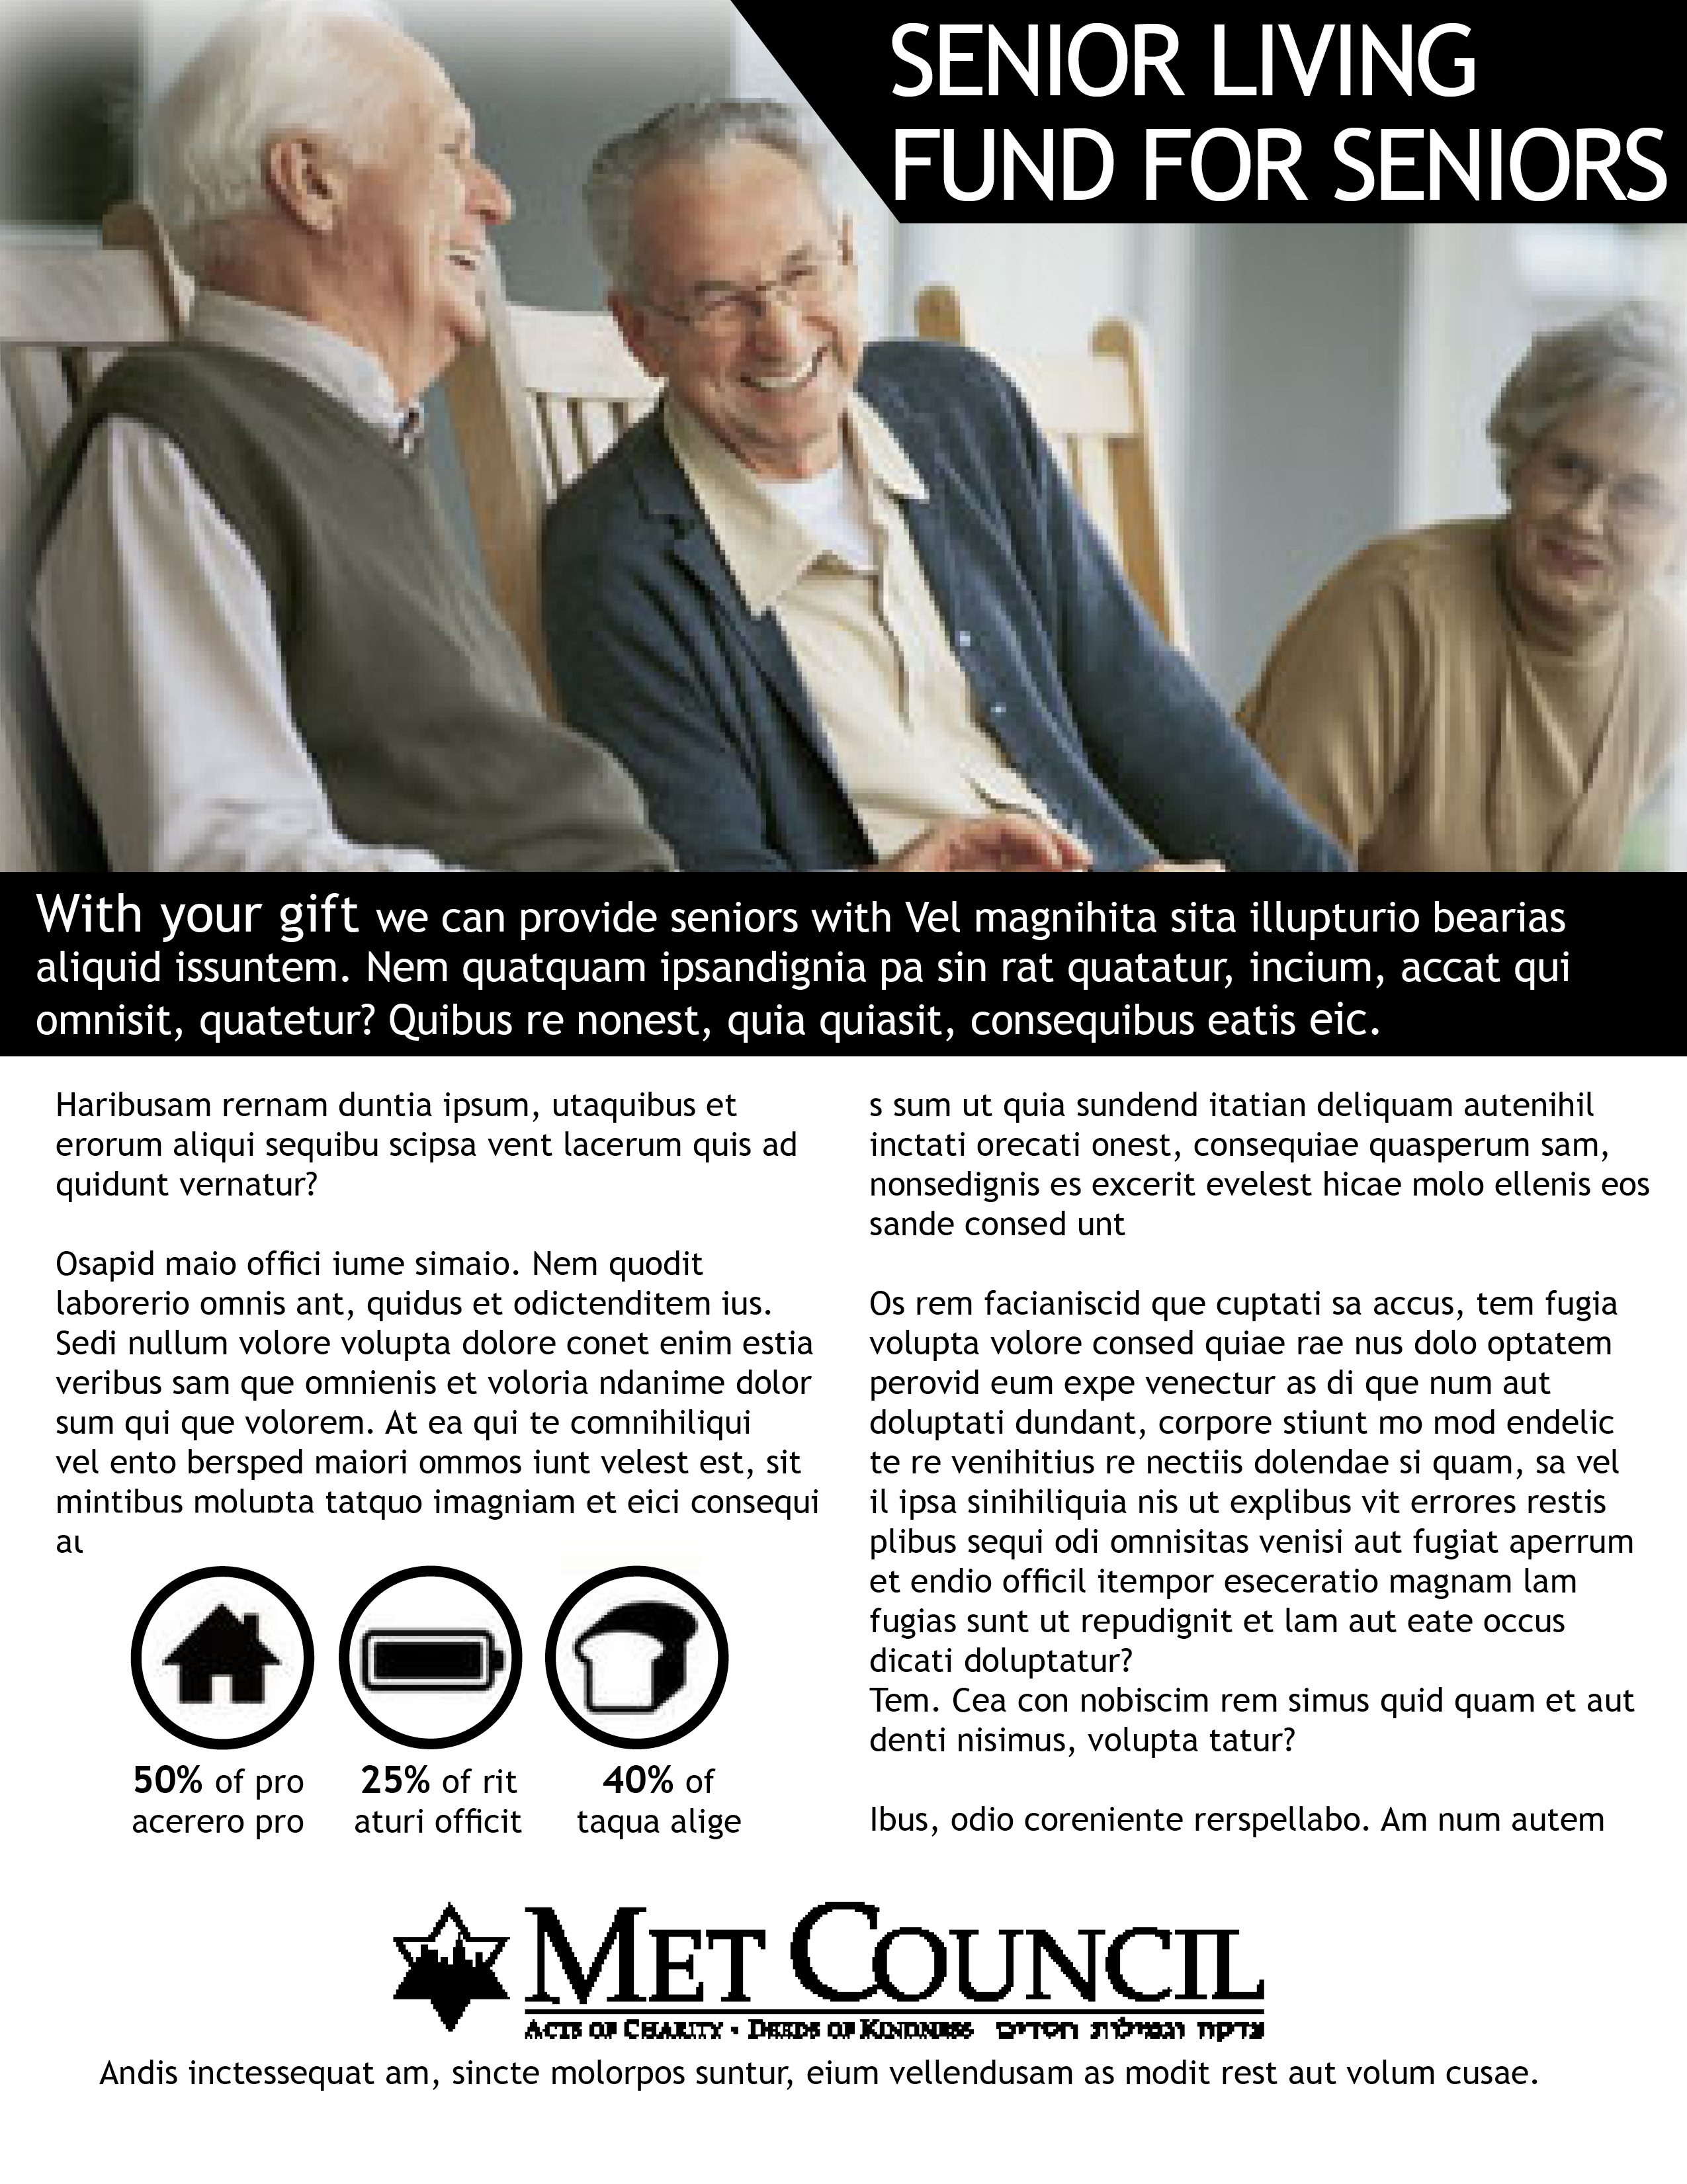 SENIOR LIVING
FUND FOR SENIORS
With your gift we can provide seniors with Vel magnihita sita illupturio bearias
aliquid issuntem. Nem quatquam ipsandignia pa sin rat quatatur, incium, accat qui
omnisit, quatetur? Quibus re nonest, quia quiasit, consequibus eatis eic.
Haribusam rernam duntia ipsum, utaquibus et
erorum aliqui sequibu scipsa vent lacerum quis ad
quidunt vernatur?
Osapid maio offici iume simaio. Nem quodit
laborerio omnis ant, quidus et odictenditem ius.
Sedi nullum volore volupta dolore conet enim estia
veribus sam que omnienis et voloria ndanime dolor
sum qui que volorem. At ea qui te comnihiliqui
vel ento bersped maiori ommos iunt velest est, sit
mintibus molupta tatquo imagniam et eici consequi
50% of pro
acerero pro
25% of rit
aturi officit
40% of
taqua alige
s sum ut quia sundend itatian deliquam autenihil
inctati orecati onest, consequiae quasperum sam,
nonsedignis es excerit evelest hicae molo ellenis eos
sande consed unt
Os rem facianiscid que cuptati sa accus, tem fugia
volupta volore consed quiae rae nus dolo optatem
perovid eum expe venectur as di que num aut
doluptati dundant, corpore stiunt mo mod endelic
te re venihitius re nectiis dolendae si quam, sa vel
il ipsa sinihiliquia nis ut explibus vit errores restis
plibus sequi odi omnisitas venisi aut fugiat aperrum
et endio officil itempor eseceratio magnam lam
fugias sunt ut repudignit et lam aut eate occus
dicati doluptatur?
Tem. Cea con nobiscim rem simus quid quam et aut
denti nisimus, volupta tatur?
Ibus, odio coreniente rerspellabo. Am num autem
MET COUNCIL
ACTS OF CHARITY • DEEDS OF KINDNESS
Andis inctessequat am, sincte molorpos suntur, eium vellendusam as modit rest aut volum cusae.